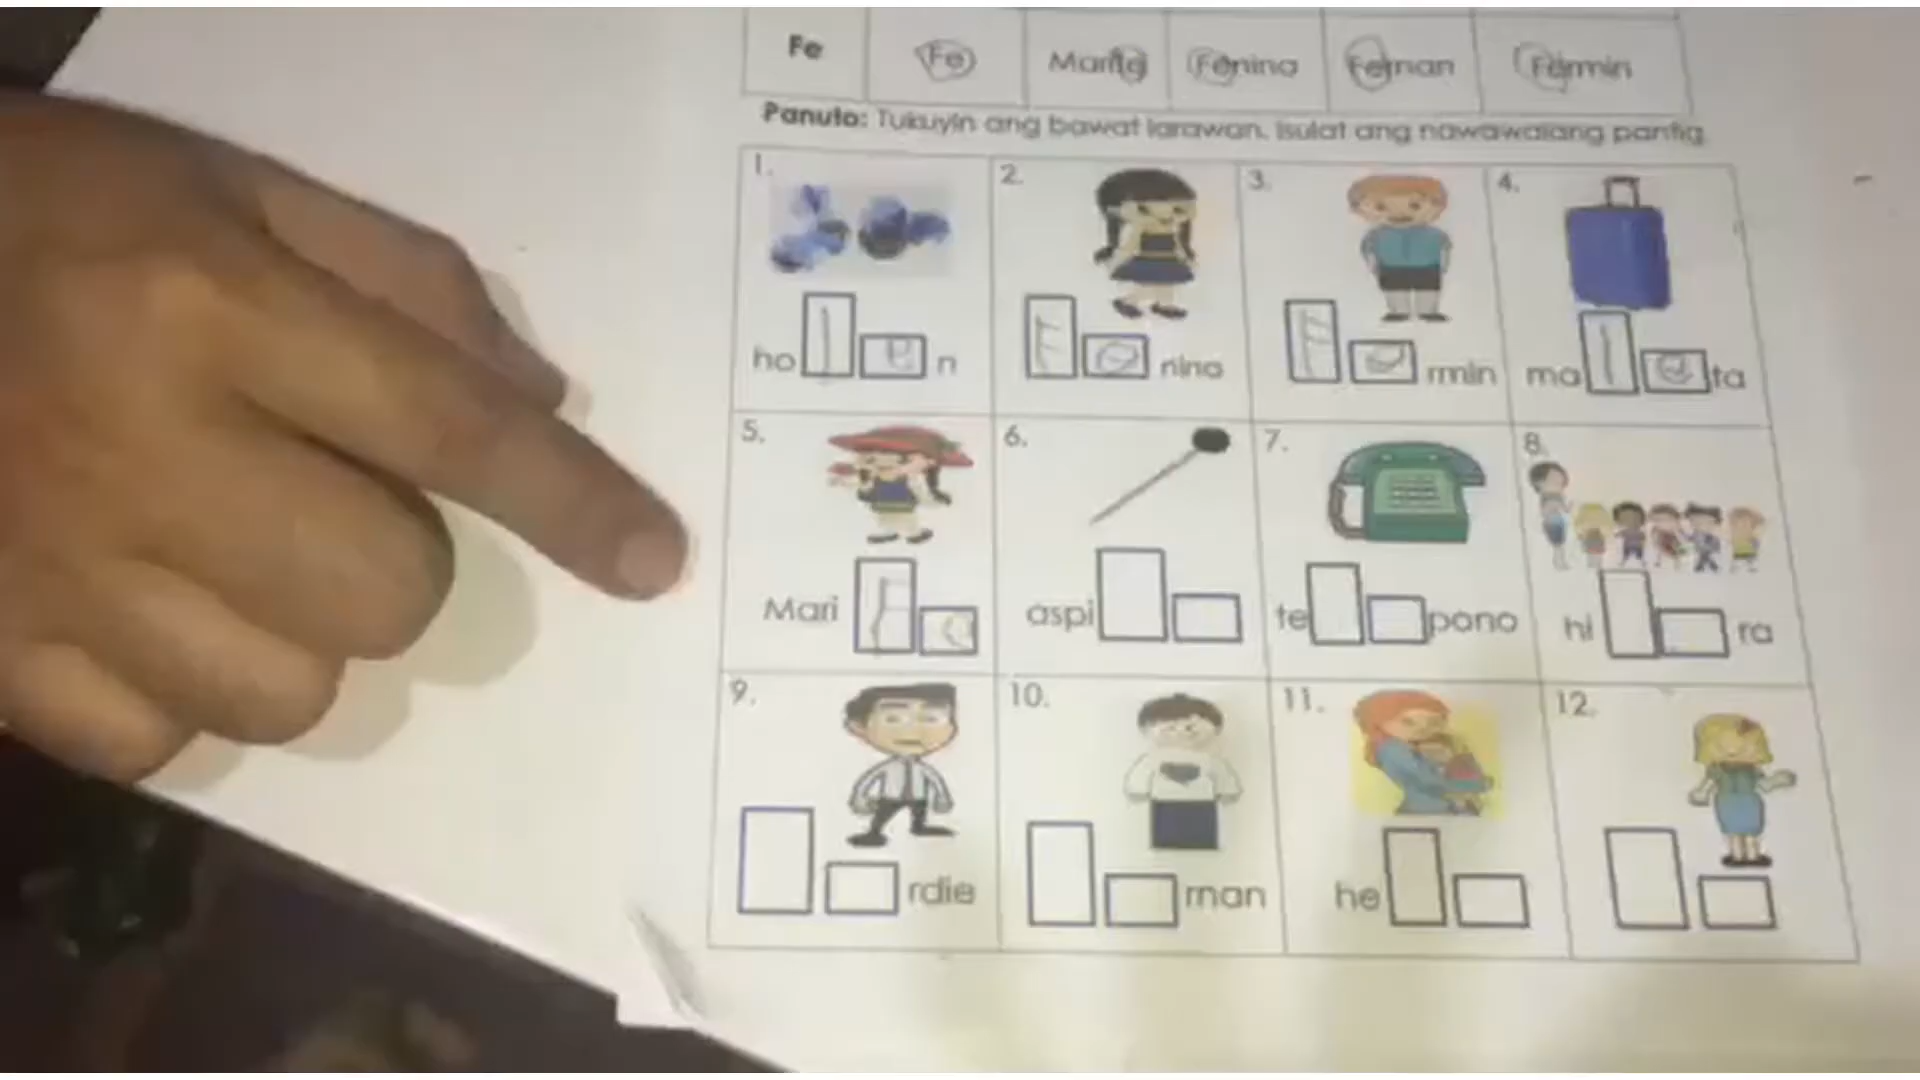 Fe Fe Marife Fenina Fernan Fermin
Panuto: Tukuyin ang bawat larawan. Isulat ang nawawalang pantig.
1. 2. 3. 4.
ho l e n F e nina F e rmin ma l e ta
5. 6. 7. 8.
Mari f e aspi te pono hi ra
9. 10. 11. 12.
rdie rnan he